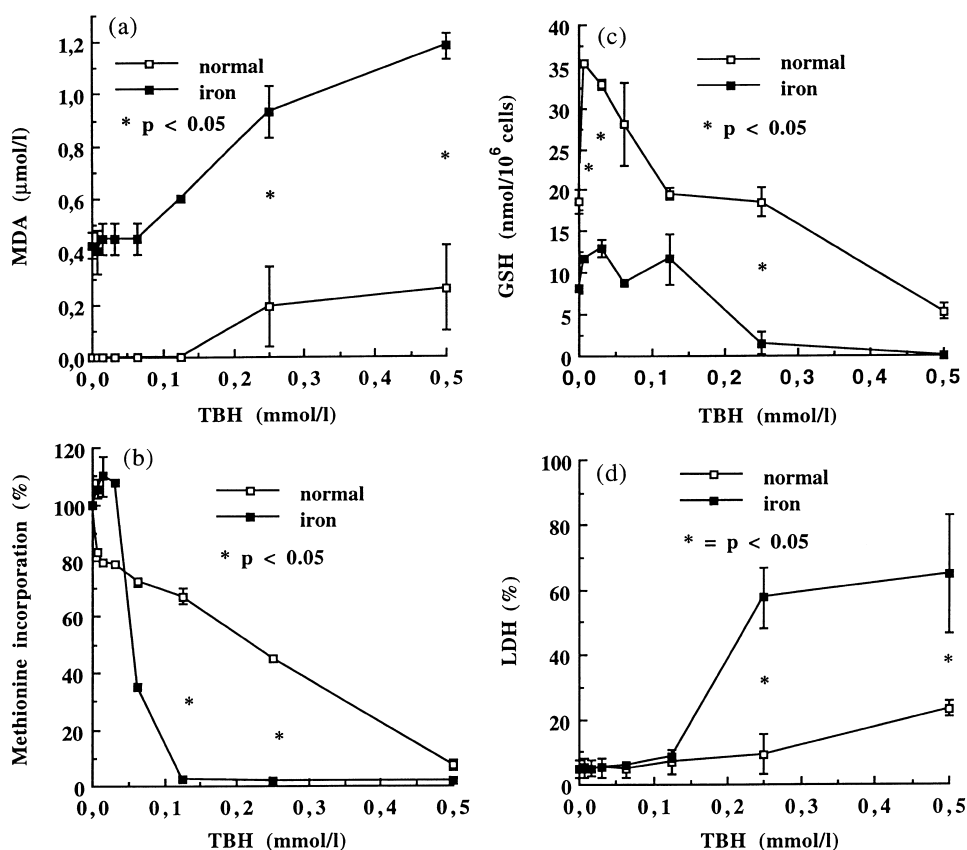 (a)
1,2
1,0
0,8
0,6
0,4
0,2
0,0
MDA (μmol/l)
normal
iron
* p < 0.05
*
*
0,0 0,1 0,2 0,3 0,4 0,5
TBH (mmol/l)
(c)
40
35
30
25
20
15
10
5
0
GSH (nmol/10⁶ cells)
normal
iron
* p < 0.05
*
*
*
0,0 0,1 0,2 0,3 0,4 0,5
TBH (mmol/l)
(b)
120
100
80
60
40
20
0
Methionine incorporation (%)
normal
iron
* p < 0.05
*
*
0,0 0,1 0,2 0,3 0,4 0,5
TBH (mmol/l)
(d)
100
80
60
40
20
0
LDH (%)
normal
iron
* = p < 0.05
*
*
0,0 0,1 0,2 0,3 0,4 0,5
TBH (mmol/l)